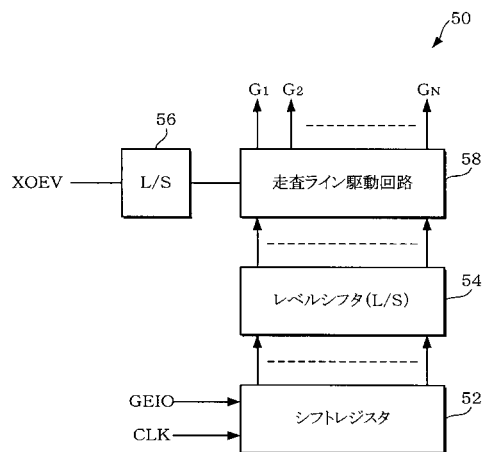 50
G1 G2 GN
56
58
XOEV L/S 走査ライン駆動回路
54
レベルシフタ(L/S)
52
GEIO
シフトレジスタ
CLK